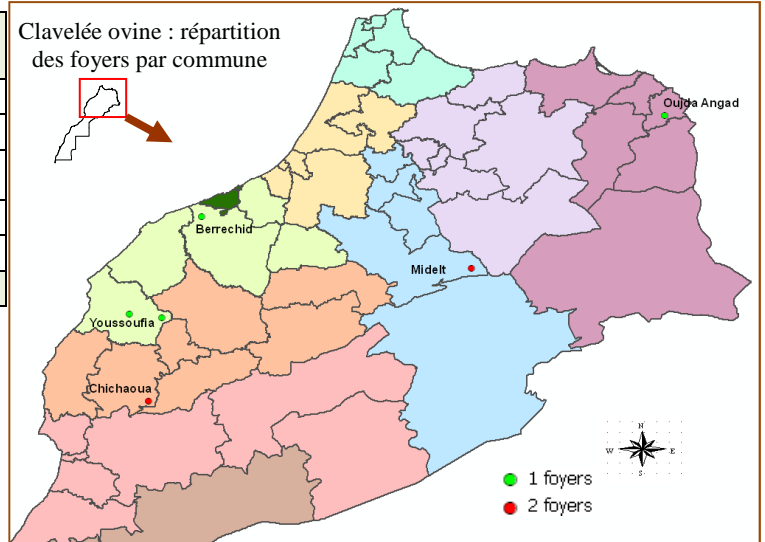 Clavelée ovine : répartition
des foyers par commune
Oujda Angad
Berrechid
Midelt
Youssoufia
Chichaoua
N
W E
S
1 foyers
2 foyers